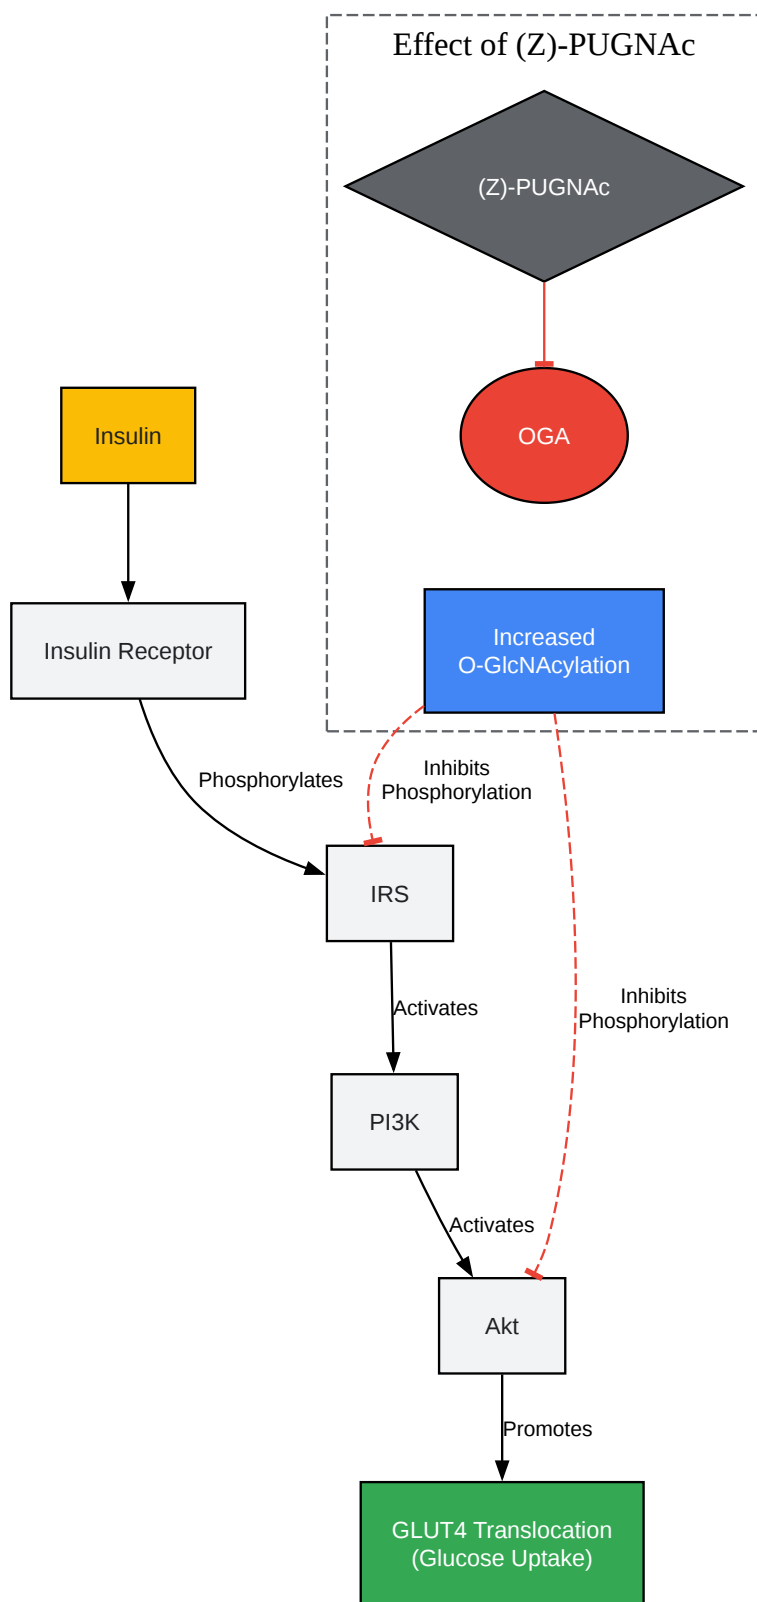 Effect of (Z)-PUGNAc
(Z)-PUGNAc
OGA
Insulin
Insulin Receptor
Increased
O-GlcNAcylation
Phosphorylates
Inhibits
Phosphorylation
IRS
Activates
Inhibits
Phosphorylation
PI3K
Activates
Akt
Promotes
GLUT4 Translocation
(Glucose Uptake)